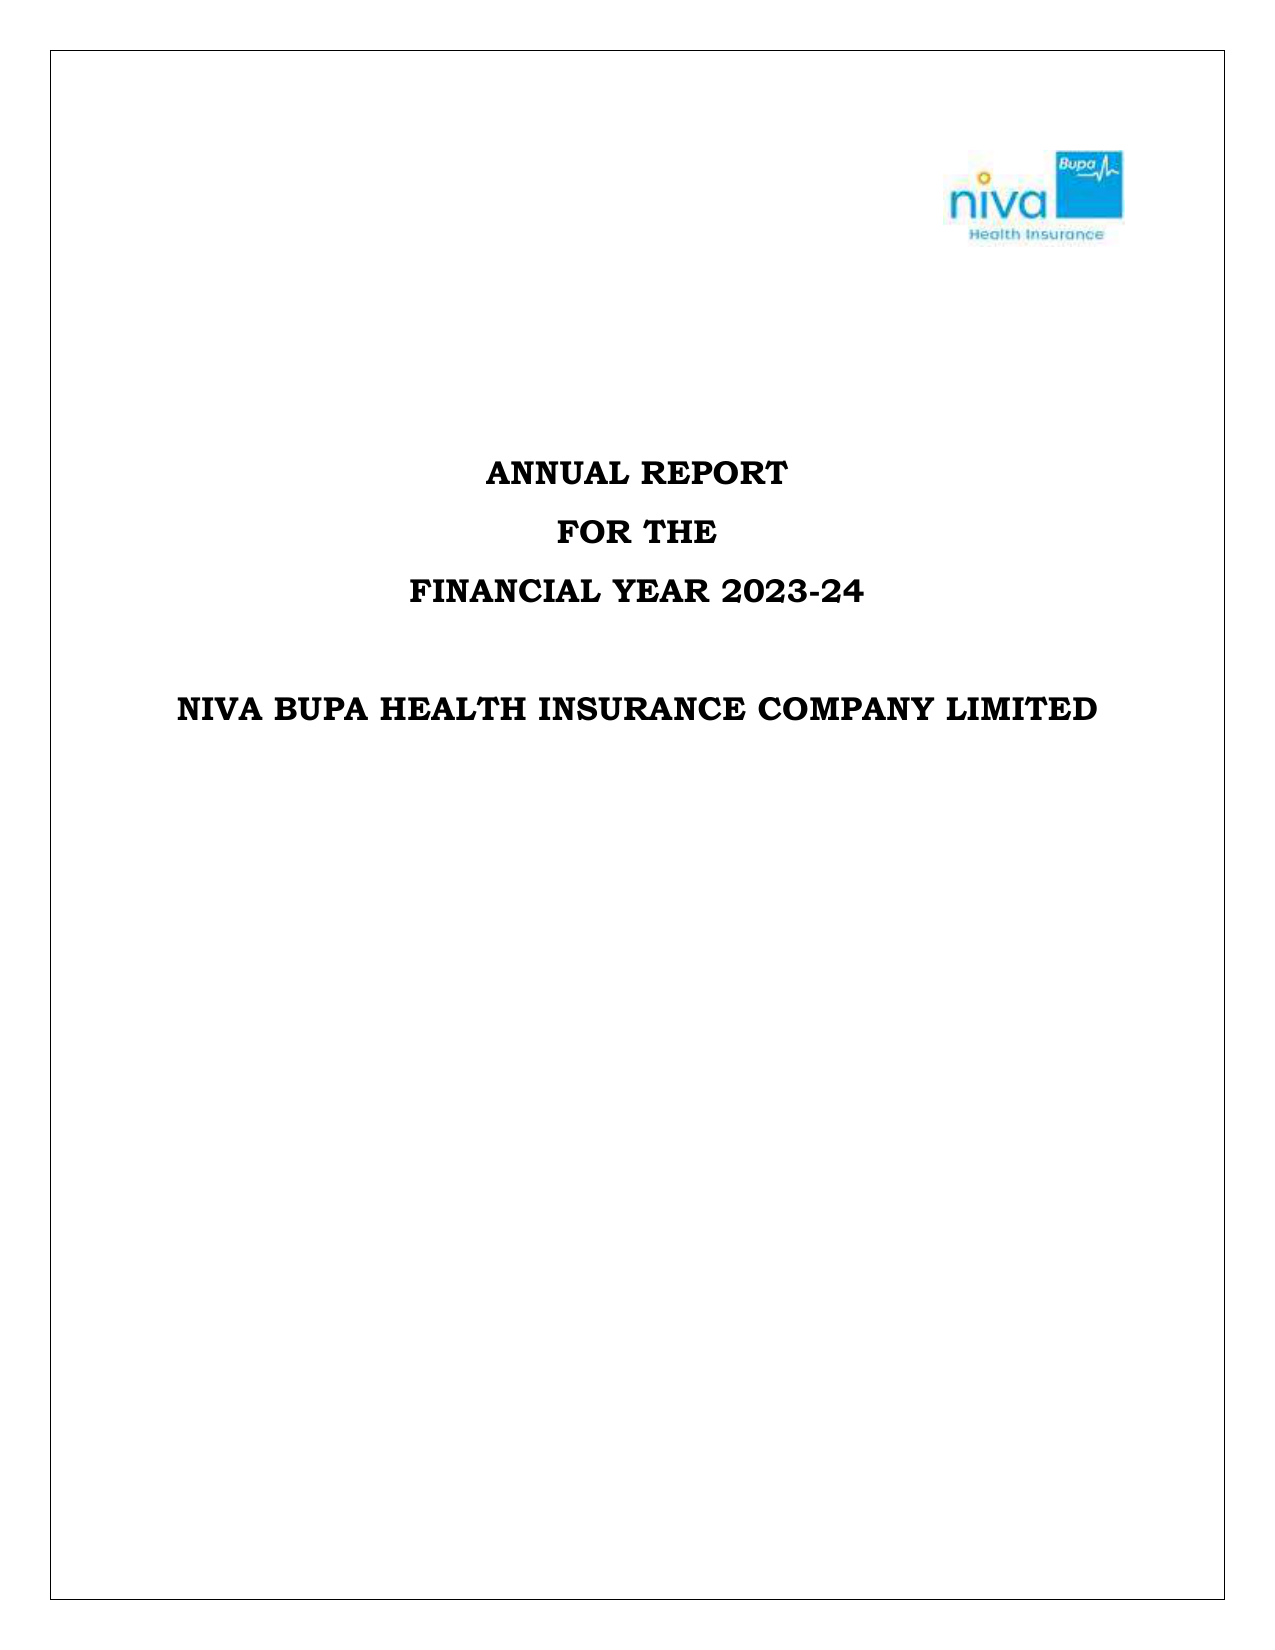 Bupa
niva
Health Insurance
ANNUAL REPORT
FOR THE
FINANCIAL YEAR 2023-24
NIVA BUPA HEALTH INSURANCE COMPANY LIMITED